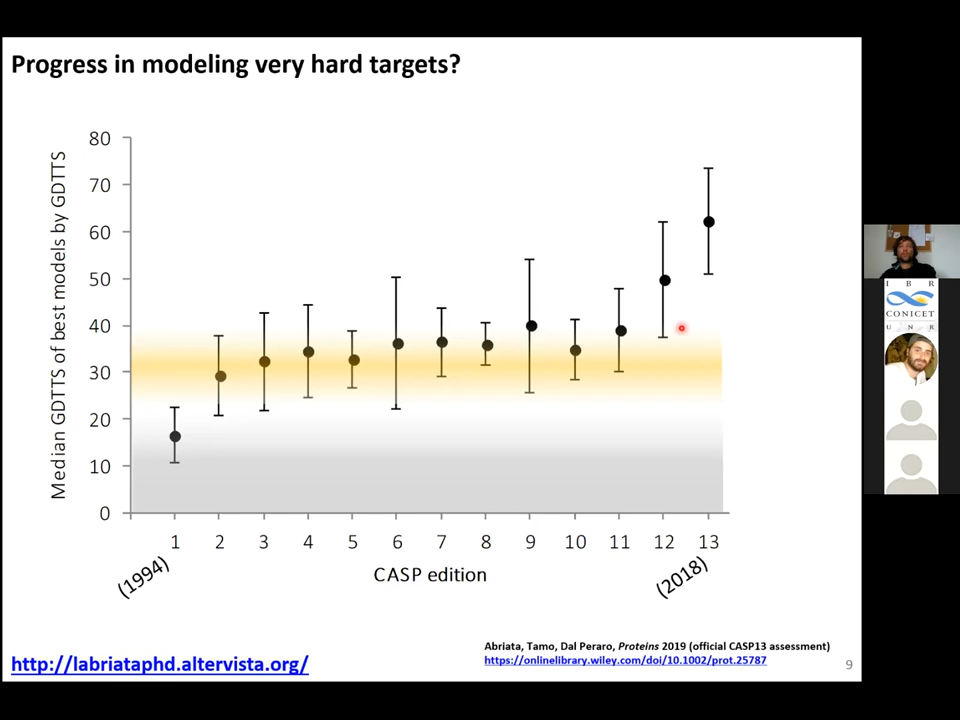 Progress in modeling very hard targets?
Median GDTTS of best models by GDTTS
80
70
60
50
40
30
20
10
0
1 2 3 4 5 6 7 8 9 10 11 12 13
(1994) (2018)
CASP edition
Abriata, Tamo, Dal Peraro, Proteins 2019 (official CASP13 assessment)
https://onlinelibrary.wiley.com/doi/10.1002/prot.25787
http://labriataphd.altervista.org/
9
I B R
CONICET
U N R